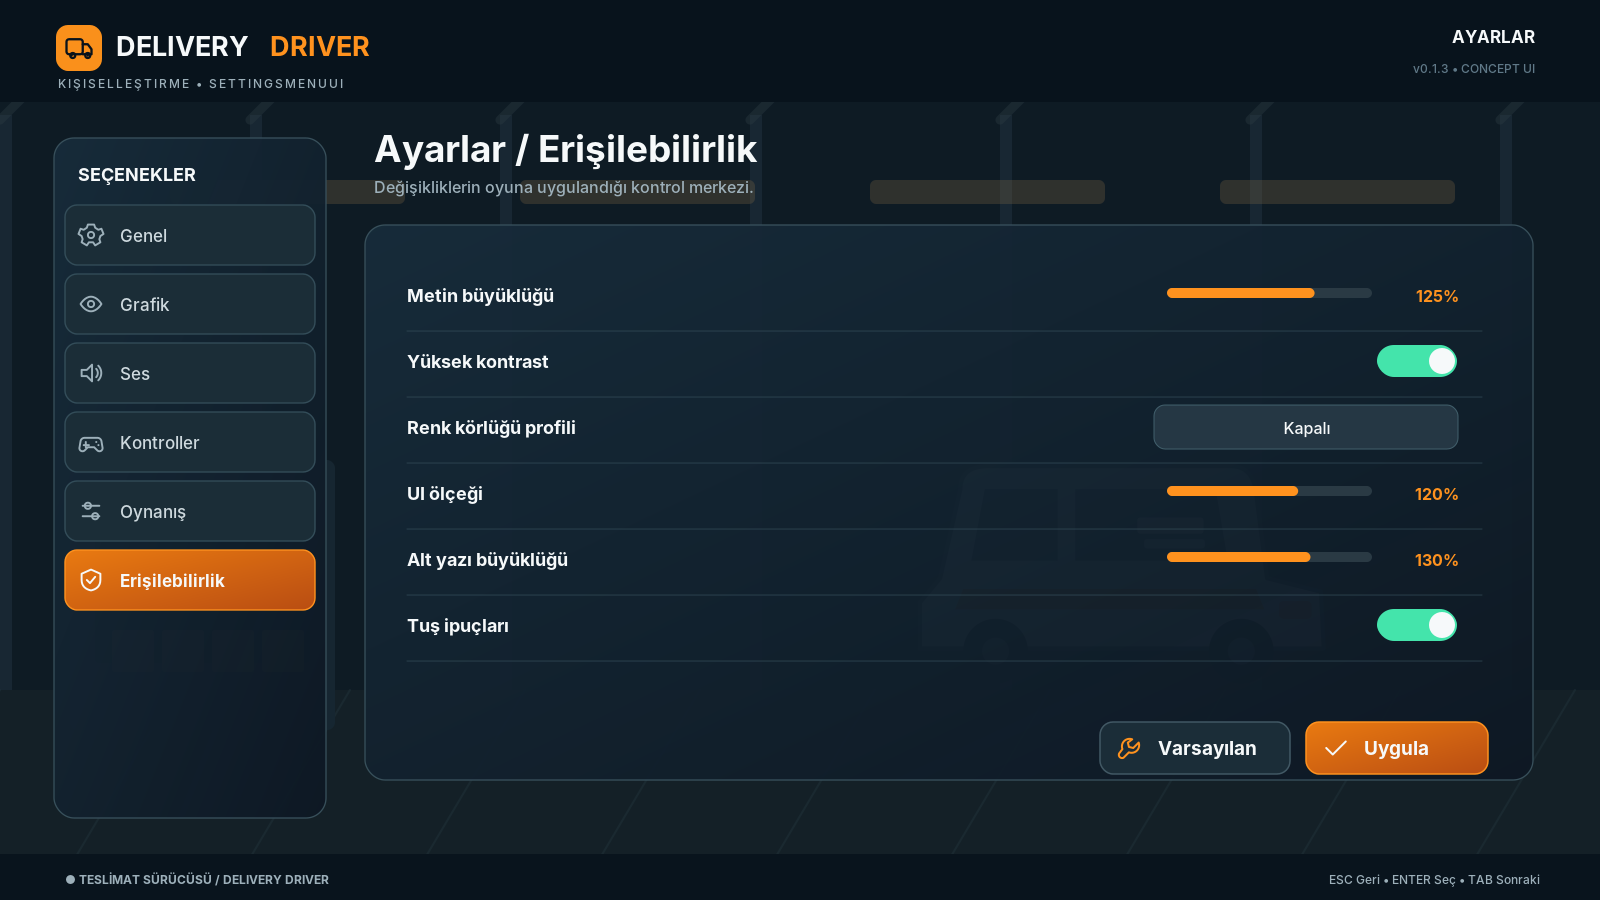 DELIVERY DRIVER
KIŞISELLEŞTIRME • SETTINGSMENUUI
AYARLAR
v0.1.3 • CONCEPT UI
SEÇENEKLER
Genel
Grafik
Ses
Kontroller
Oynanış
Erişilebilirlik
Ayarlar / Erişilebilirlik
Değişikliklerin oyuna uygulandığı kontrol merkezi.
Metin büyüklüğü 125%
Yüksek kontrast
Renk körlüğü profili Kapalı
UI ölçeği 120%
Alt yazı büyüklüğü 130%
Tuş ipuçları
Varsayılan
Uygula
TESLİMAT SÜRÜCÜSÜ / DELIVERY DRIVER
ESC Geri • ENTER Seç • TAB Sonraki